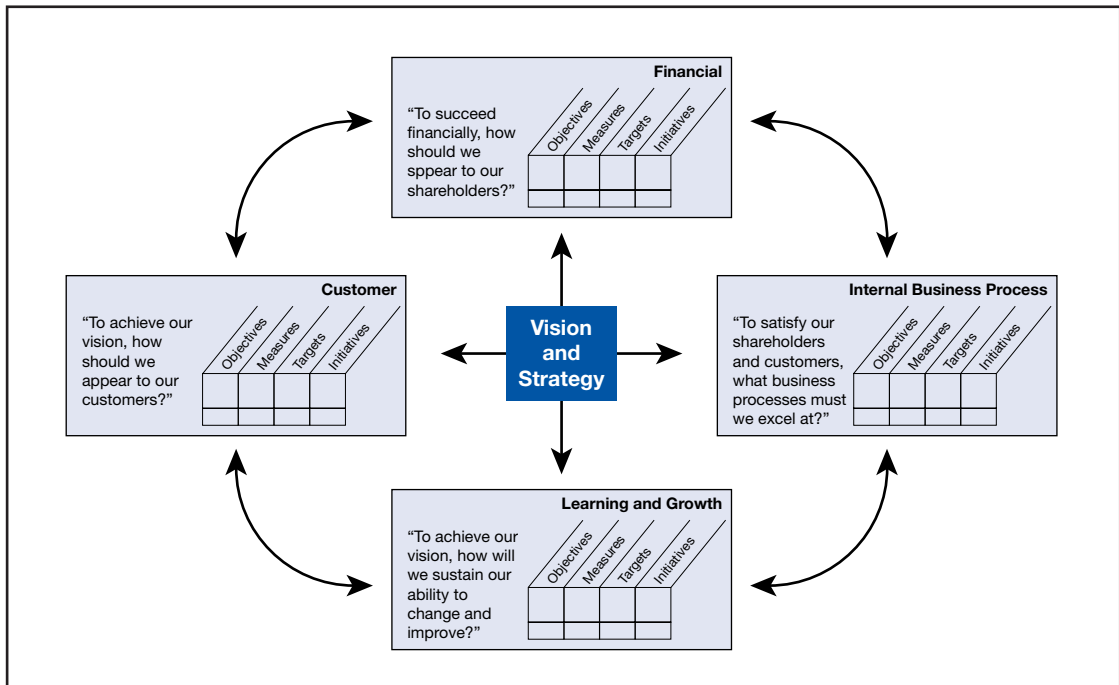 Financial
“To succeed
financially, how
should we
sppear to our
shareholders?”
Objectives
Measures
Targets
Initiatives
Customer
“To achieve our
vision, how
should we
appear to our
customers?”
Objectives
Measures
Targets
Initiatives
Vision
and
Strategy
Internal Business Process
“To satisfy our
shareholders
and customers,
what business
processes must
we excel at?”
Objectives
Measures
Targets
Initiatives
Learning and Growth
“To achieve our
vision, how will
we sustain our
ability to
change and
improve?”
Objectives
Measures
Targets
Initiatives